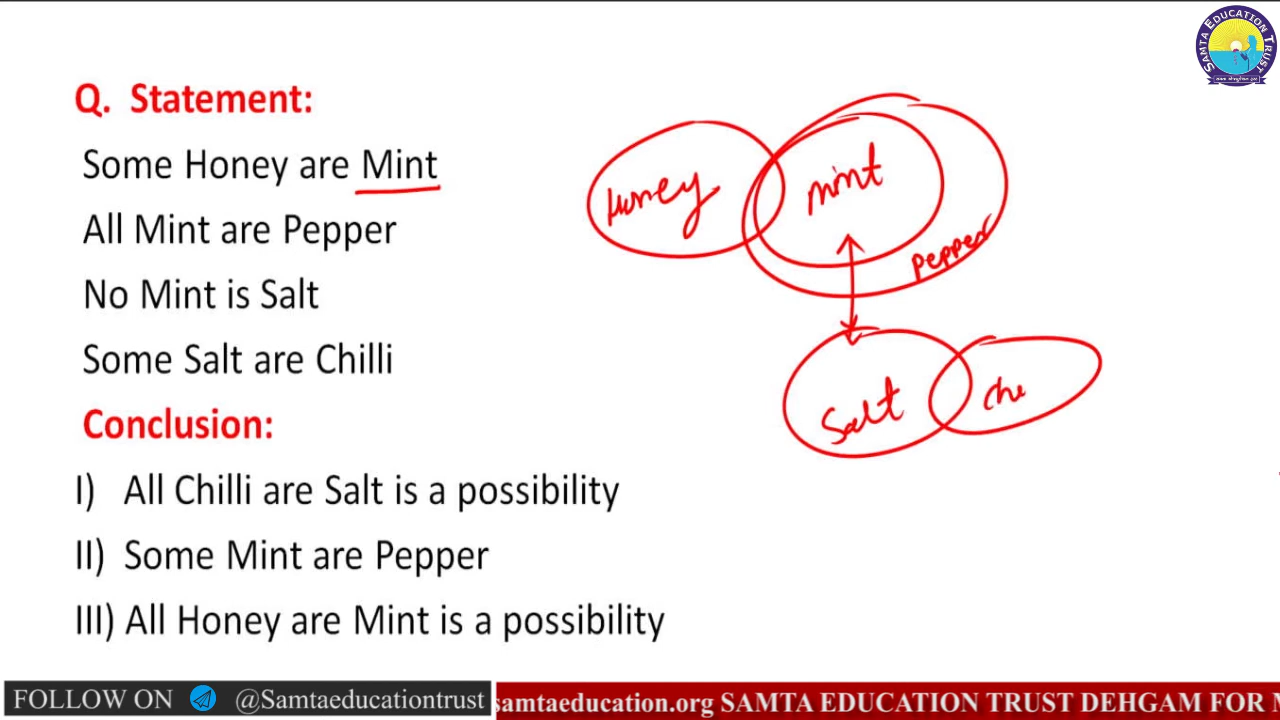 SAMTA EDUCATION TRUST
Q. Statement:
Some Honey are Mint
All Mint are Pepper
No Mint is Salt
Some Salt are Chilli
Conclusion:
I) All Chilli are Salt is a possibility
II) Some Mint are Pepper
III) All Honey are Mint is a possibility
Honey
mint
pepper
Salt
Chi
FOLLOW ON @Samtaeducationtrust
samtaeducation.org SAMTA EDUCATION TRUST DEHGAM FOR